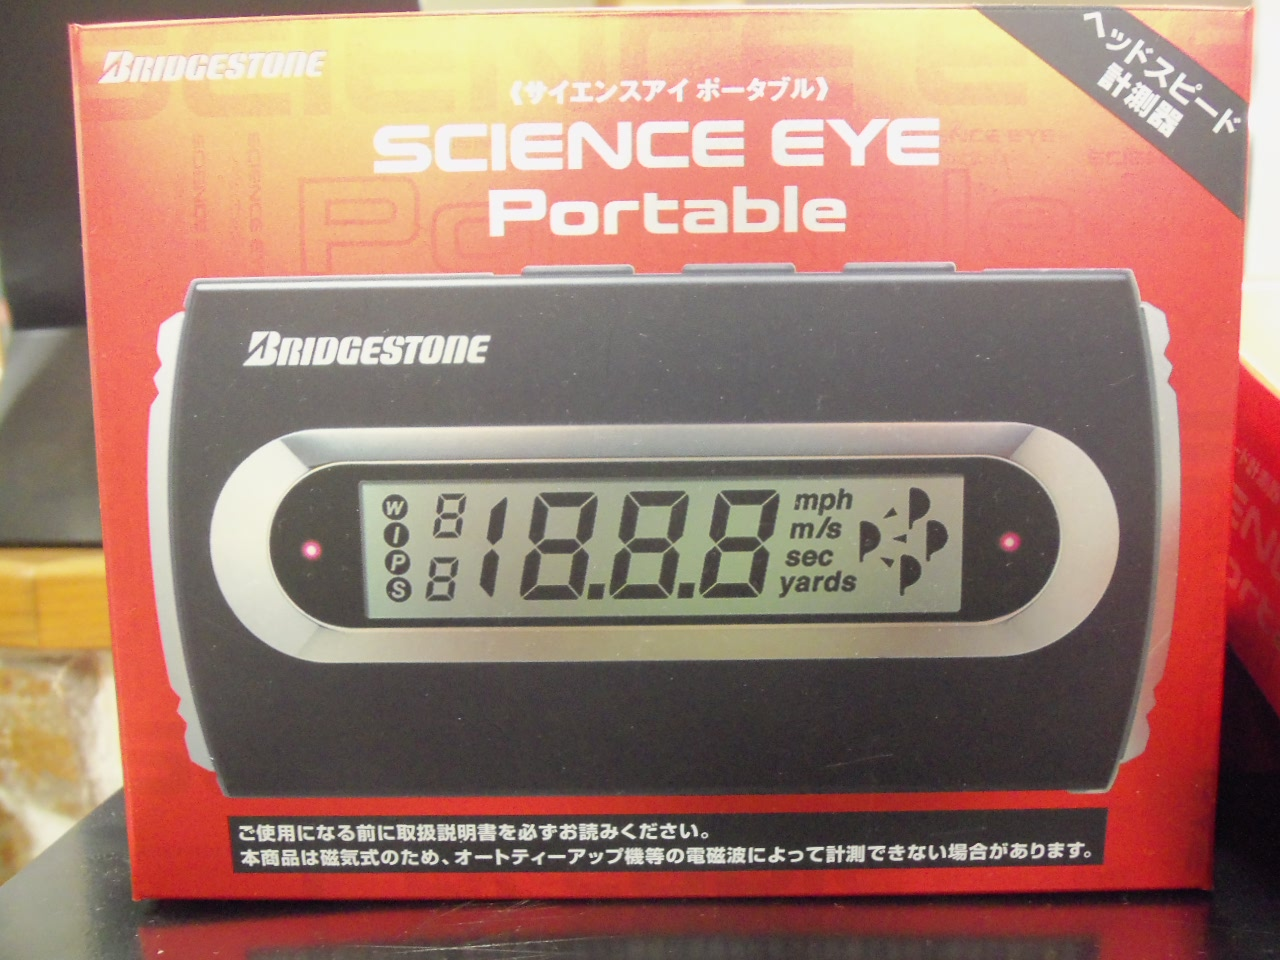 BRIDGESTONE
ヘッドスピード
計測器
《サイエンスアイ ポータブル》
SCIENCE EYE
Portable
BRIDGESTONE
W
I
P
S
8
8
188.8.8
mph
m/s
sec
yards
ご使用になる前に取扱説明書を必ずお読みください。
本商品は磁気式のため、オートティーアップ機等の電磁波によって計測できない場合があります。